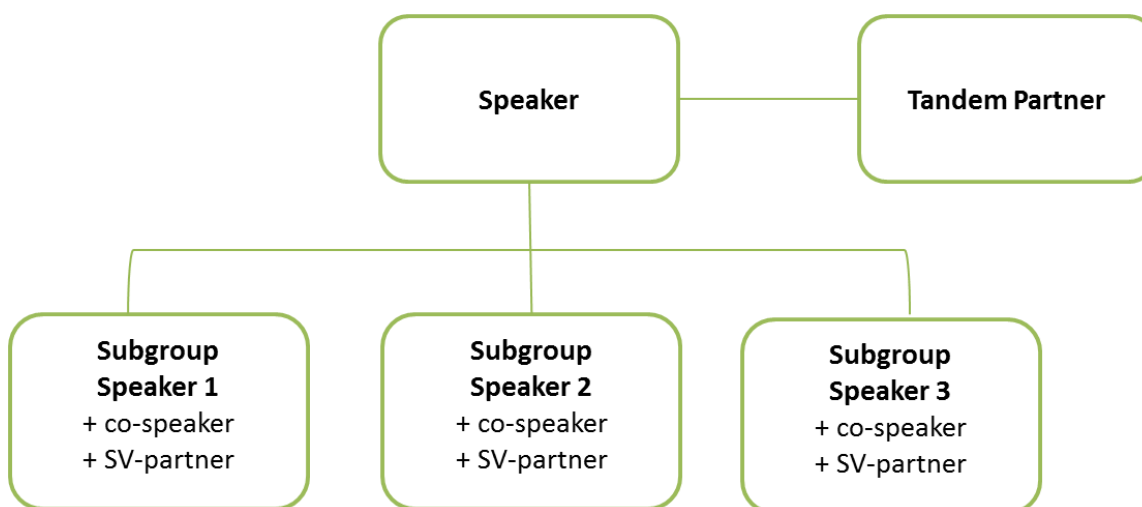 Speaker
Tandem Partner
Subgroup
Speaker 1
+ co-speaker
+ SV-partner
Subgroup
Speaker 2
+ co-speaker
+ SV-partner
Subgroup
Speaker 3
+ co-speaker
+ SV-partner